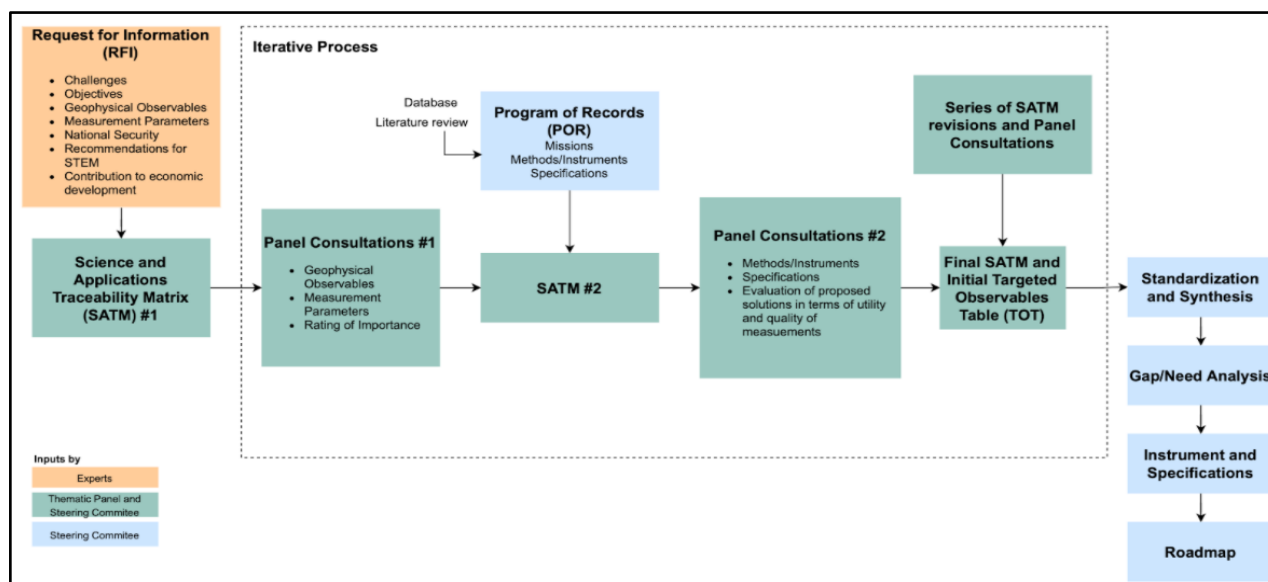 Request for Information
(RFI)
• Challenges
• Objectives
• Geophysical Observables
• Measurement Parameters
• National Security
• Recommendations for
STEM
• Contribution to economic
development
Science and
Applications
Traceability Matrix
(SATM) #1
Iterative Process
Panel Consultations #1
• Geophysical
Observables
• Measurement
Parameters
• Rating of Importance
Database
Literature review
Program of Records
(POR)
Missions
Methods/Instruments
Specifications
SATM #2
Panel Consultations #2
• Methods/Instruments
• Specifications
• Evaluation of proposed
solutions in terms of utility
and quality of
measuements
Series of SATM
revisions and Panel
Consultations
Final SATM and
Initial Targeted
Observables
Table (TOT)
Standardization
and Synthesis
Gap/Need Analysis
Instrument and
Specifications
Roadmap
Inputs by
Experts
Thematic Panel and
Steering Commitee
Steering Commitee